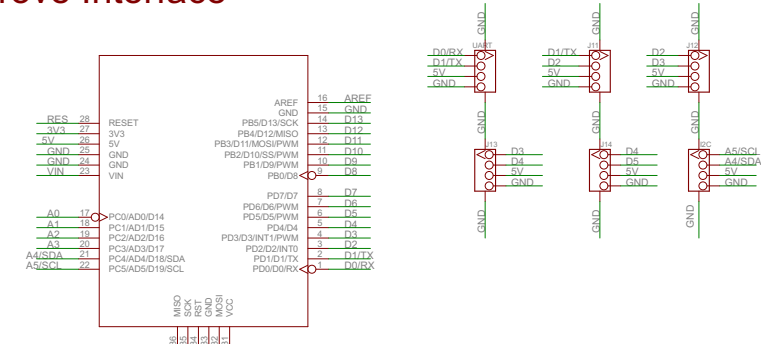 AREF 16 AREF
GND 15 GND
RES 28 RESET PB5/D13/SCK 14 D13
3V3 27 3V3 PB4/D12/MISO 13 D12
5V 26 5V PB3/D11/MOSI/PWM 12 D11
GND 25 GND PB2/D10/SS/PWM 11 D10
GND 24 GND PB1/D9/PWM 10 D9
VIN 23 VIN PB0/D8 9 D8
PD7/D7 8 D7
PD6/D6/PWM 7 D6
A0 17 PC0/AD0/D14 PD5/D5/PWM 6 D5
A1 18 PC1/AD1/D15 PD4/D4 5 D4
A2 19 PC2/AD2/D16 PD3/D3/INT1/PWM 4 D3
A3 20 PC3/AD3/D17 PD2/D2/INT0 3 D2
A4/SDA 21 PC4/AD4/D18/SDA PD1/D1/TX 2 D1/TX
A5/SCL 22 PC5/AD5/D19/SCL PD0/D0/RX 1 D0/RX
MISO
SCK
RST
GND
MOSI
VCC
GND
UART
D0/RX
D1/TX
5V
GND
GND
GND
J11
D1/TX
D2
5V
GND
GND
GND
J12
D2
D3
5V
GND
GND
J13
D3
D4
5V
GND
GND
J14
D4
D5
5V
GND
GND
I2C
A5/SCL
A4/SDA
5V
GND
GND